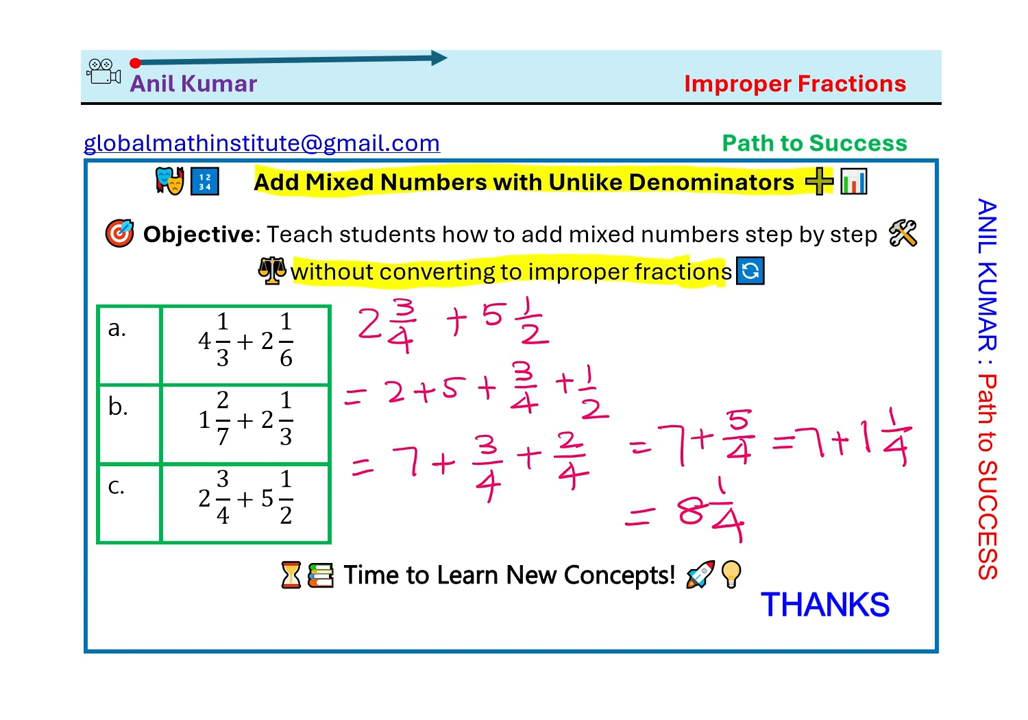 Anil Kumar
Improper Fractions
globalmathinstitute@gmail.com
Path to Success
1 2 3 4
Add Mixed Numbers with Unlike Denominators
Objective: Teach students how to add mixed numbers step by step
without converting to improper fractions
a. 4 1/3 + 2 1/6
b. 1 2/7 + 2 1/3
c. 2 3/4 + 5 1/2
2 3/4 + 5 1/2
= 2+5 + 3/4 + 1/2
= 7 + 3/4 + 2/4 = 7 + 5/4 = 7 + 1 1/4
= 8 1/4
Time to Learn New Concepts!
THANKS
ANIL KUMAR : Path to SUCCESS